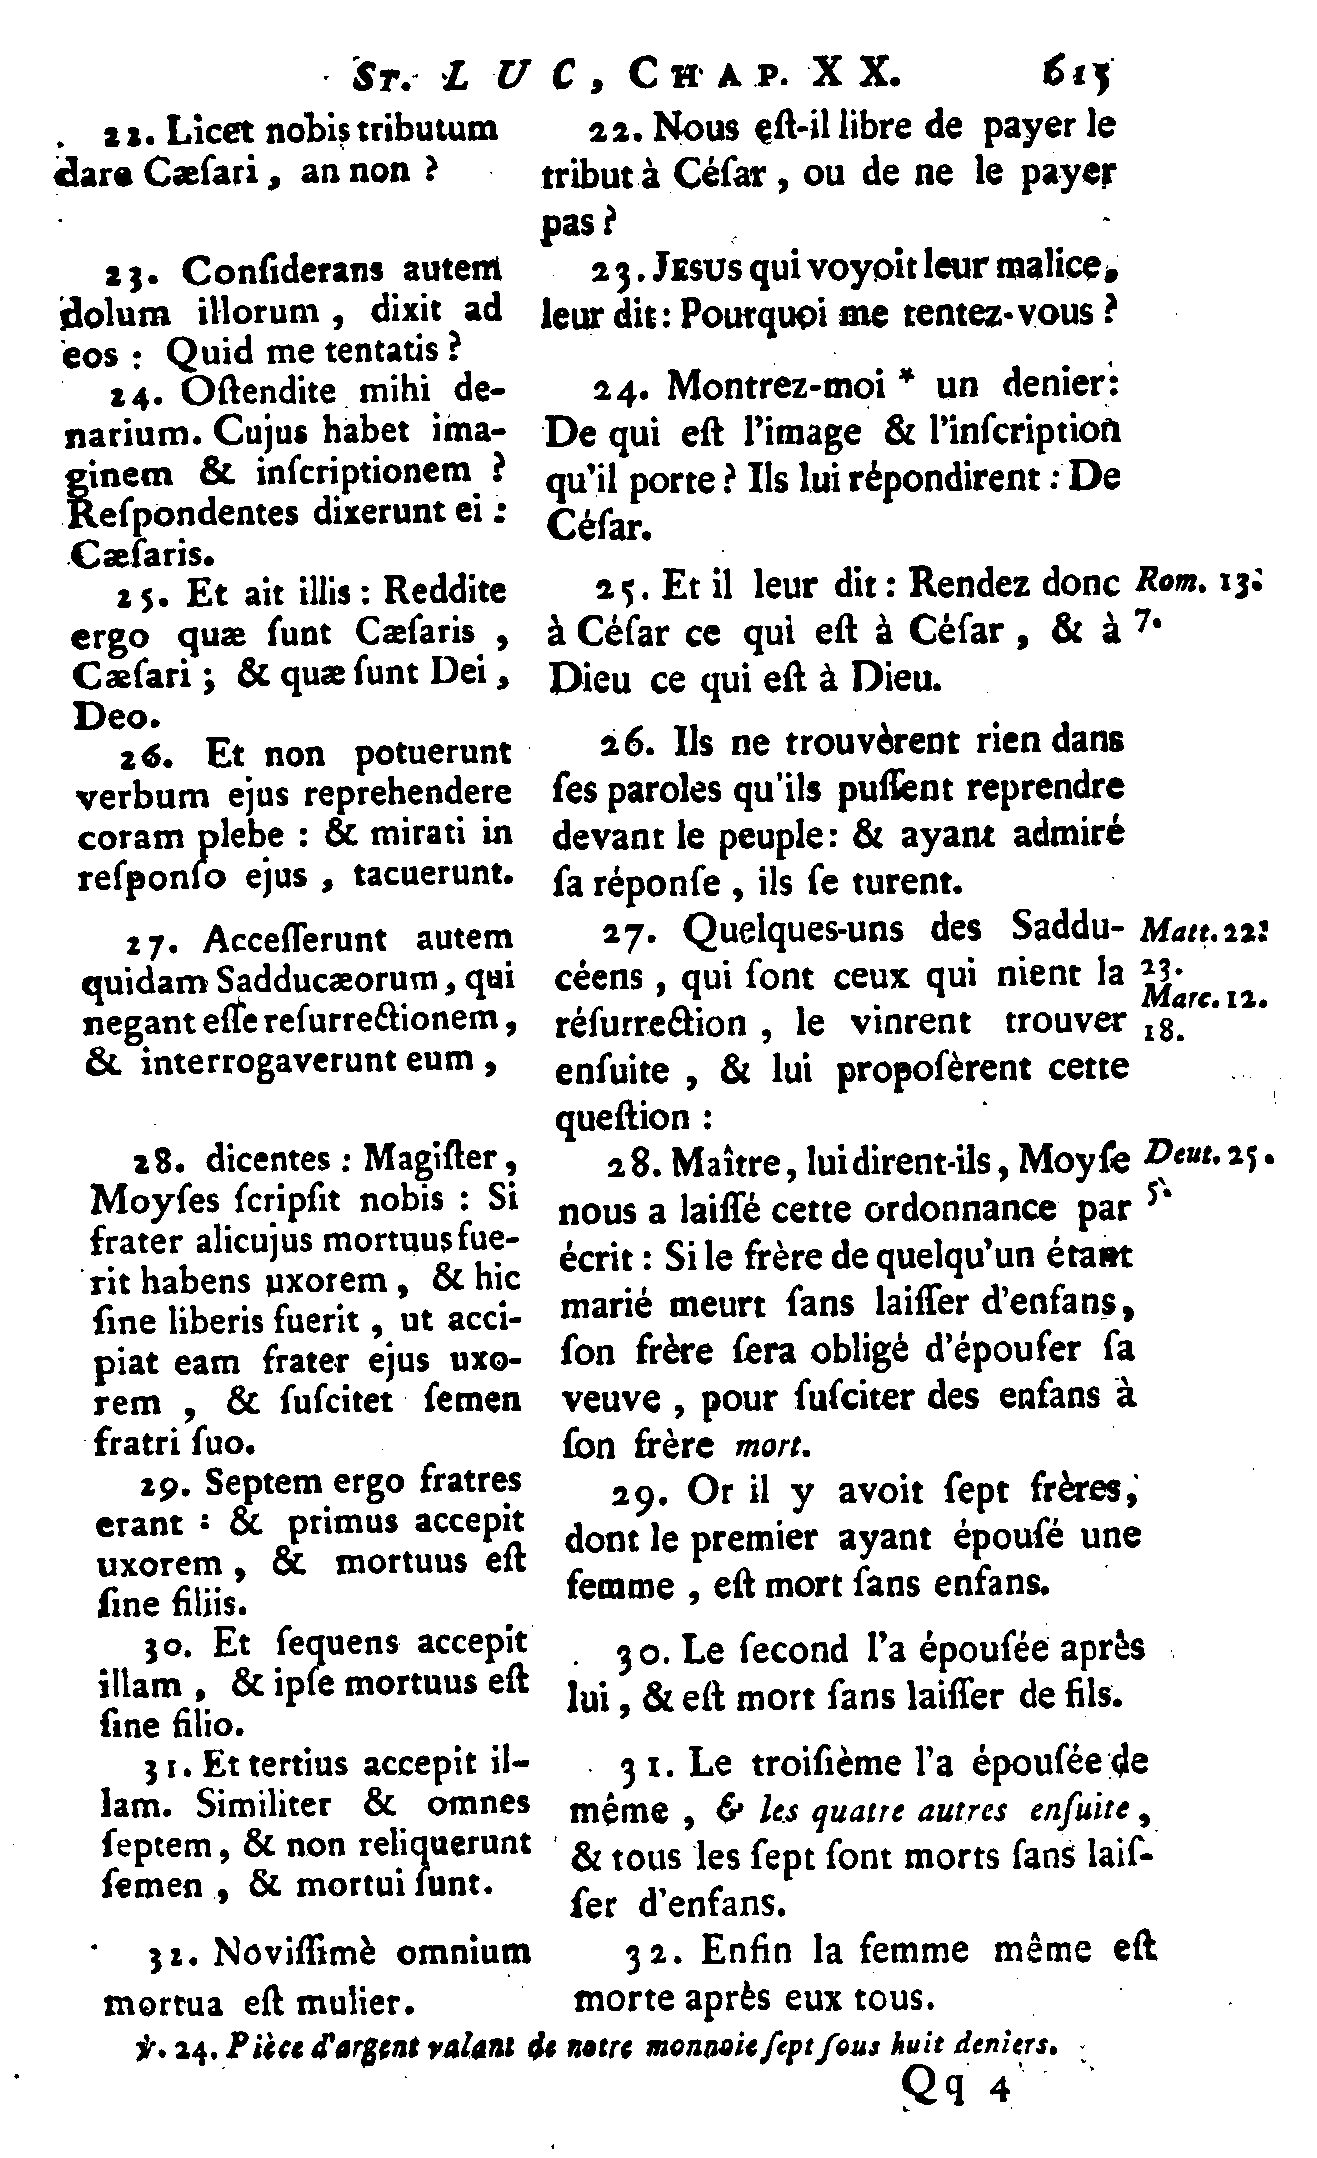 St. LUC, CHAP. XX. 615
22. Licet nobis tributum
dare Cæſari, an non ?
23. Conſiderans autem
dolum illorum, dixit ad
eos : Quid me tentatis ?
24. Oſtendite mihi de-
narium. Cujus habet ima-
ginem & inſcriptionem ?
Reſpondentes dixerunt ei :
Cæſaris.
25. Et ait illis : Reddite
ergo quæ ſunt Cæſaris,
Cæſari ; & quæ ſunt Dei,
Deo.
26. Et non potuerunt
verbum ejus reprehendere
coram plebe : & mirati in
reſponſo ejus, tacuerunt.
27. Acceſſerunt autem
quidam Sadducæorum, qui
negant eſſe reſurrectionem,
& interrogaverunt eum,
28. dicentes : Magiſter,
Moyſes ſcripſit nobis : Si
frater alicujus mortuus fue-
rit habens uxorem, & hic
ſine liberis fuerit, ut acci-
piat eam frater ejus uxo-
rem, & ſuſcitet ſemen
fratri ſuo.
29. Septem ergo fratres
erant : & primus accepit
uxorem, & mortuus eſt
ſine filiis.
30. Et ſequens accepit
illam, & ipſe mortuus eſt
ſine filio.
31. Et tertius accepit il-
lam. Similiter & omnes
ſeptem, & non reliquerunt
ſemen, & mortui ſunt.
32. Noviſſimè omnium
mortua eſt mulier.
22. Nous eſt-il libre de payer le
tribut à Céſar, ou de ne le payer
pas ?
23. JESUS qui voyoit leur malice,
leur dit : Pourquoi me tentez-vous ?
24. Montrez-moi * un denier :
De qui eſt l'image & l'inſcription
qu'il porte ? Ils lui répondirent : De
Céſar.
25. Et il leur dit : Rendez donc
à Céſar ce qui eſt à Céſar, & à
Dieu ce qui eſt à Dieu.
26. Ils ne trouvèrent rien dans
ſes paroles qu'ils puſſent reprendre
devant le peuple : & ayant admiré
ſa réponſe, ils ſe turent.
27. Quelques-uns des Saddu-
céens, qui ſont ceux qui nient la
réſurrection, le vinrent trouver
enſuite, & lui propoſèrent cette
queſtion :
28. Maître, lui dirent-ils, Moyſe
nous a laiſſé cette ordonnance par
écrit : Si le frère de quelqu'un étant
marié meurt ſans laiſſer d'enfans,
ſon frère ſera obligé d'épouſer ſa
veuve, pour ſuſciter des enfans à
ſon frère mort.
29. Or il y avoit ſept frères,
dont le premier ayant épouſé une
femme, eſt mort ſans enfans.
30. Le ſecond l'a épouſée après
lui, & eſt mort ſans laiſſer de fils.
31. Le troiſième l'a épouſée de
même, & les quatre autres enſuite,
& tous les ſept ſont morts ſans laiſ-
ſer d'enfans.
32. Enfin la femme même eſt
morte après eux tous.
Rom. 13.
7.
Matt. 22.
23.
Marc. 12.
18.
Deut. 25.
5.
℣. 24. Pièce d'argent valant de notre monnoie ſept ſous huit deniers.
Qq 4